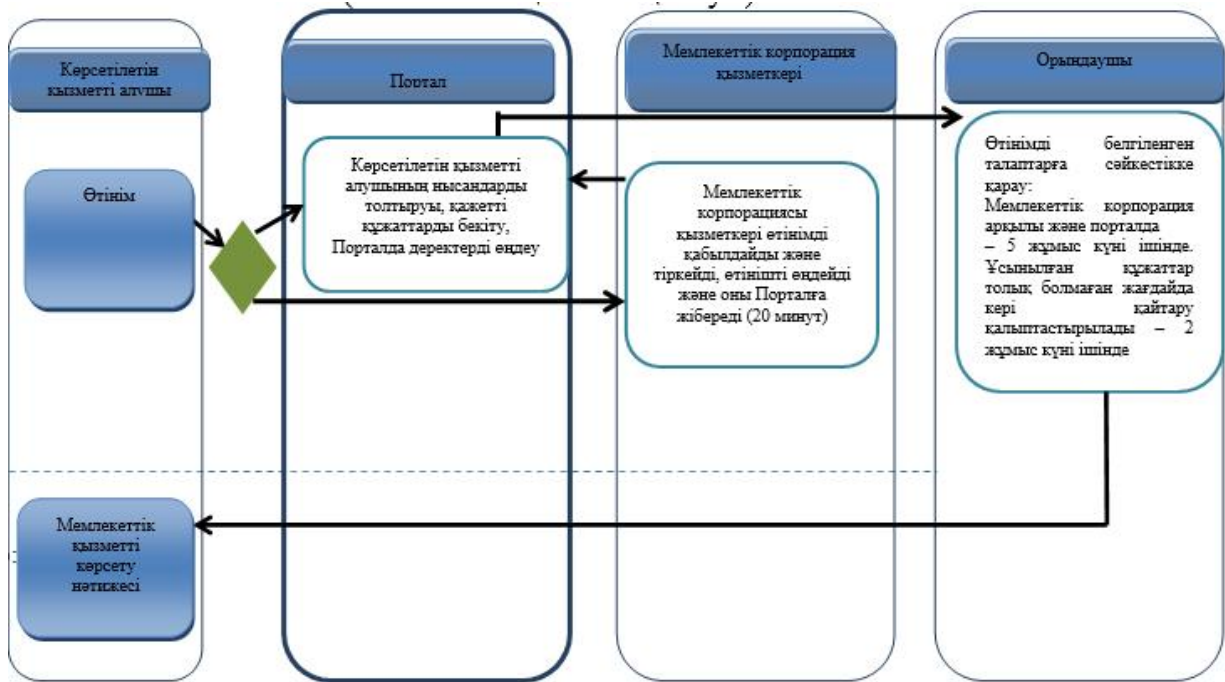 Көрсетілетін
қызметті алушы
Портал
Мемлекеттік корпорация
қызметкері
Орындаушы
Өтінім
Көрсетілетін қызметті
алушының нысандарды
толтыруы, қажетті
құжаттарды бекіту,
Порталда деректерді өңдеу
Мемлекеттік
корпорациясы
қызметкері өтінімді
қабылдайды және
тіркейді, өтінішті өңдейді
және оны Порталға
жібереді (20 минут)
Өтінімді белгіленген
талаптарға сәйкестікке
қарау:
Мемлекеттік корпорация
арқылы және порталда
– 5 жұмыс күні ішінде.
Ұсынылған құжаттар
толық болмаған жағдайда
кері қайтару
қалыптастырылады – 2
жұмыс күні ішінде
Мемлекеттік
қызметті
көрсету
нәтижесі